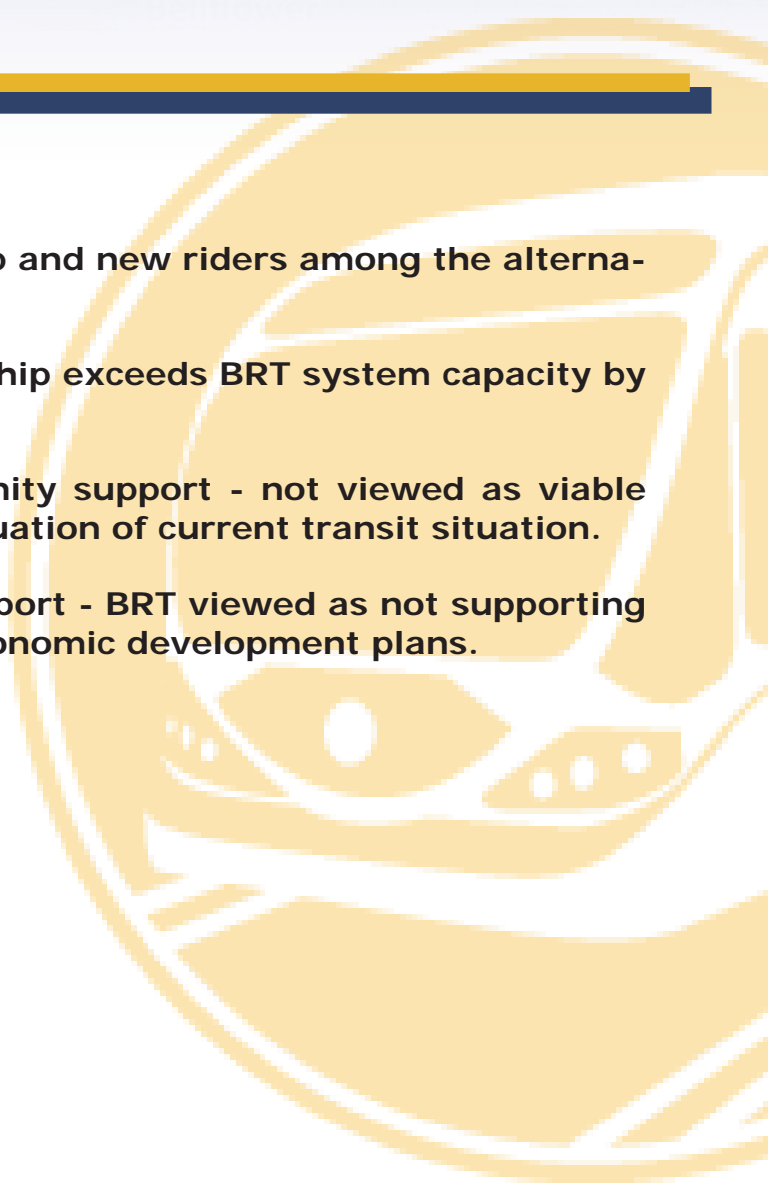 and new riders among the alterna-
hip exceeds BRT system capacity by
nity support - not viewed as viable
uation of current transit situation.
port - BRT viewed as not supporting
onomic development plans.